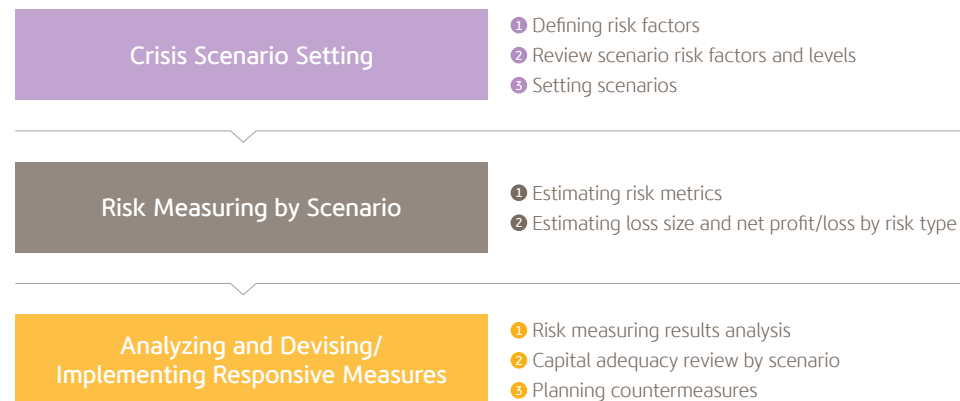 Crisis Scenario Setting
1 Defining risk factors
2 Review scenario risk factors and levels
3 Setting scenarios
Risk Measuring by Scenario
1 Estimating risk metrics
2 Estimating loss size and net profit/loss by risk type
Analyzing and Devising/
Implementing Responsive Measures
1 Risk measuring results analysis
2 Capital adequacy review by scenario
3 Planning countermeasures